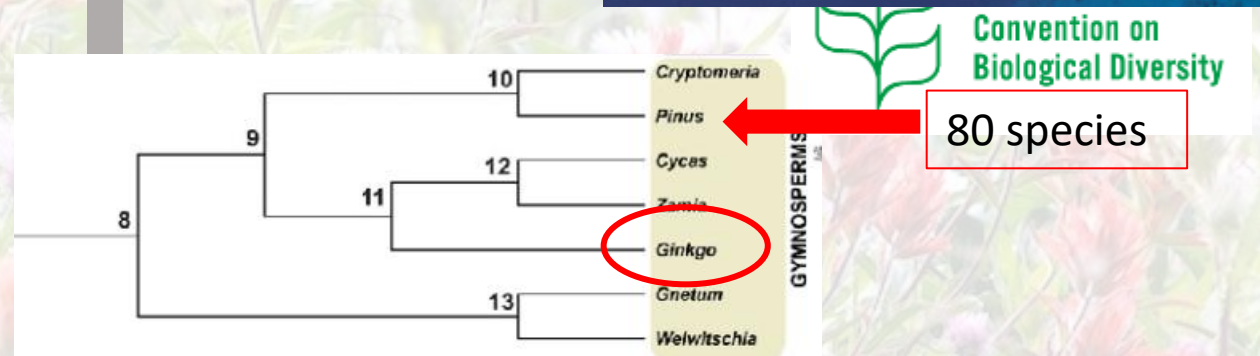 Convention on
Biological Diversity
80 species
10
Cryptomeria
Pinus
9
12
Cycas
Zamia
11
8
Ginkgo
13
Gnetum
Welwitschia
GYMNOSPERMS